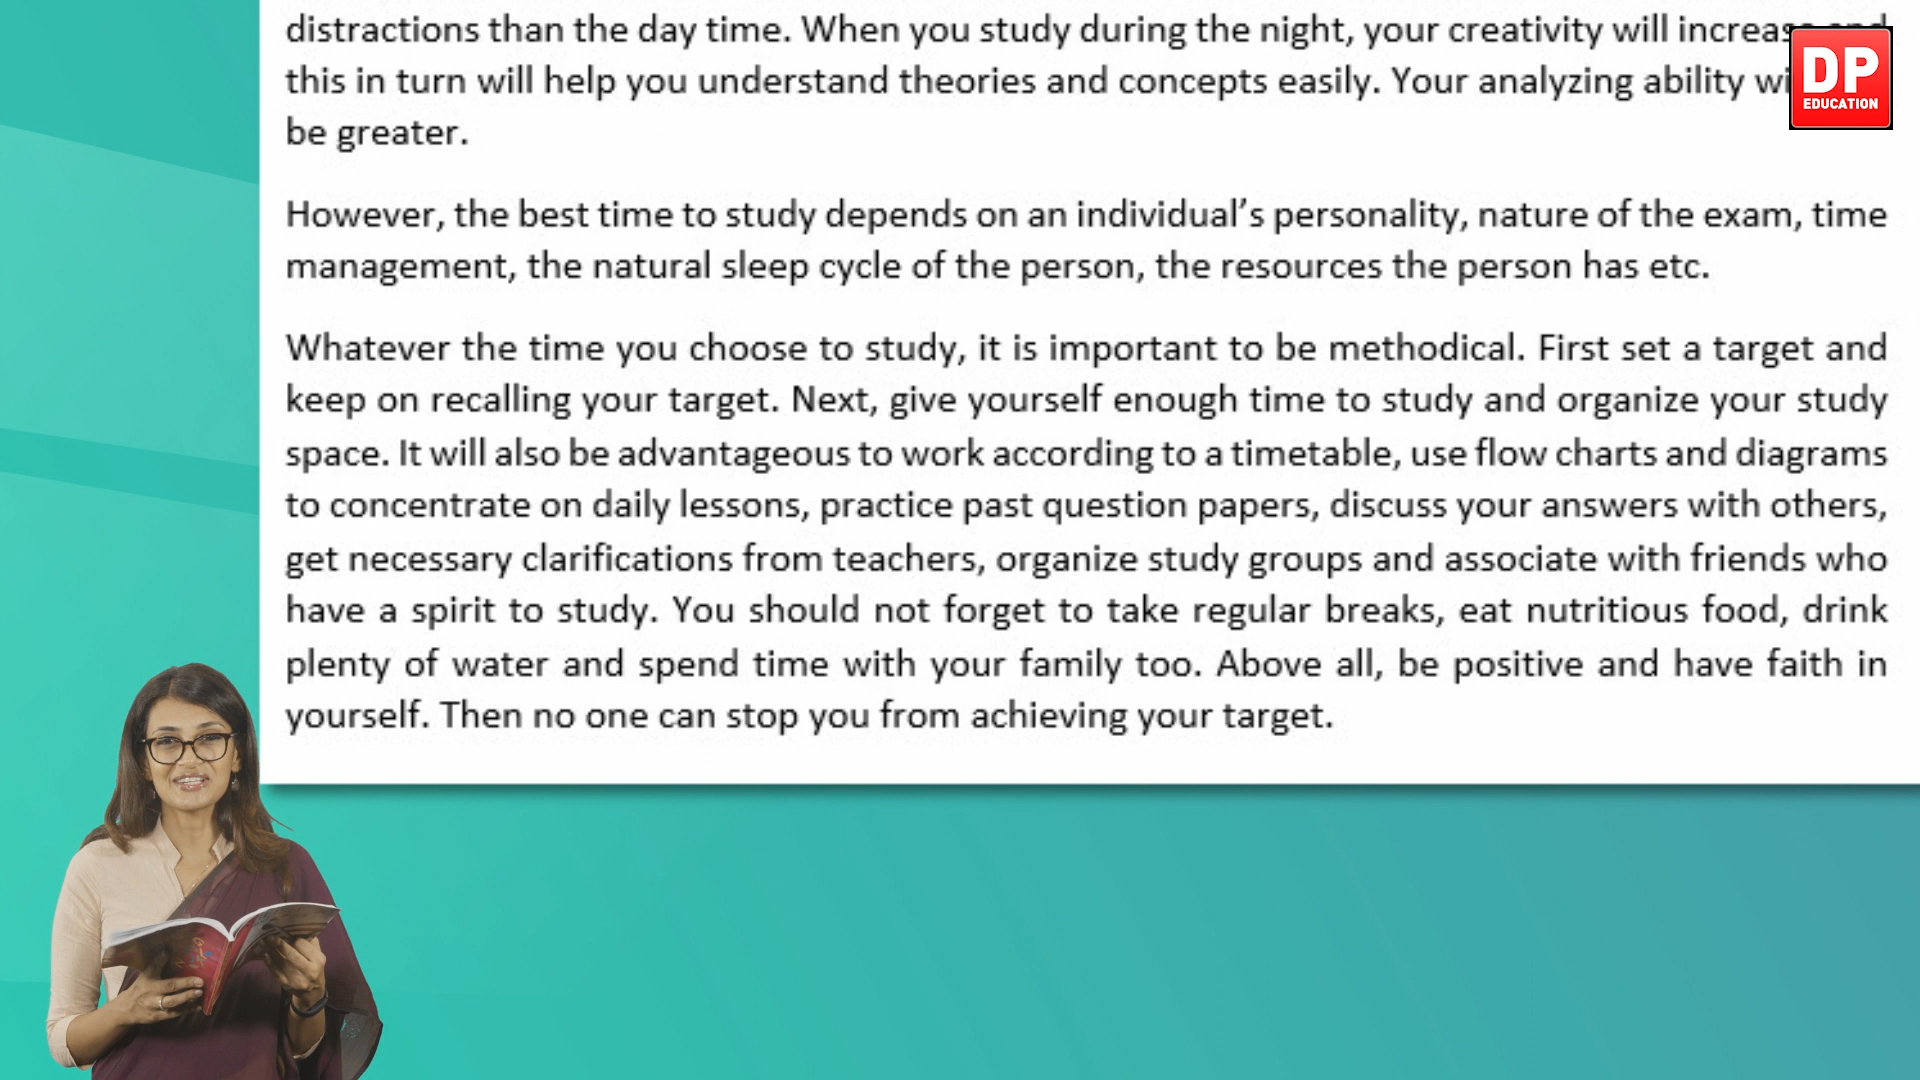 distractions than the day time. When you study during the night, your creativity will increase and
this in turn will help you understand theories and concepts easily. Your analyzing ability
be greater.
However, the best time to study depends on an individual's personality, nature of the exam, time
management, the natural sleep cycle of the person, the resources the person has etc.
Whatever the time you choose to study, it is important to be methodical. First set a target and
keep on recalling your target. Next, give yourself enough time to study and organize your study
space. It will also be advantageous to work according to a timetable, use flow charts and diagrams
to concentrate on daily lessons, practice past question papers, discuss your answers with others,
get necessary clarifications from teachers, organize study groups and associate with friends who
have a spirit to study. You should not forget to take regular breaks, eat nutritious food, drink
plenty of water and spend time with your family too. Above all, be positive and have faith in
yourself. Then no one can stop you from achieving your target.
DP
EDUCATION